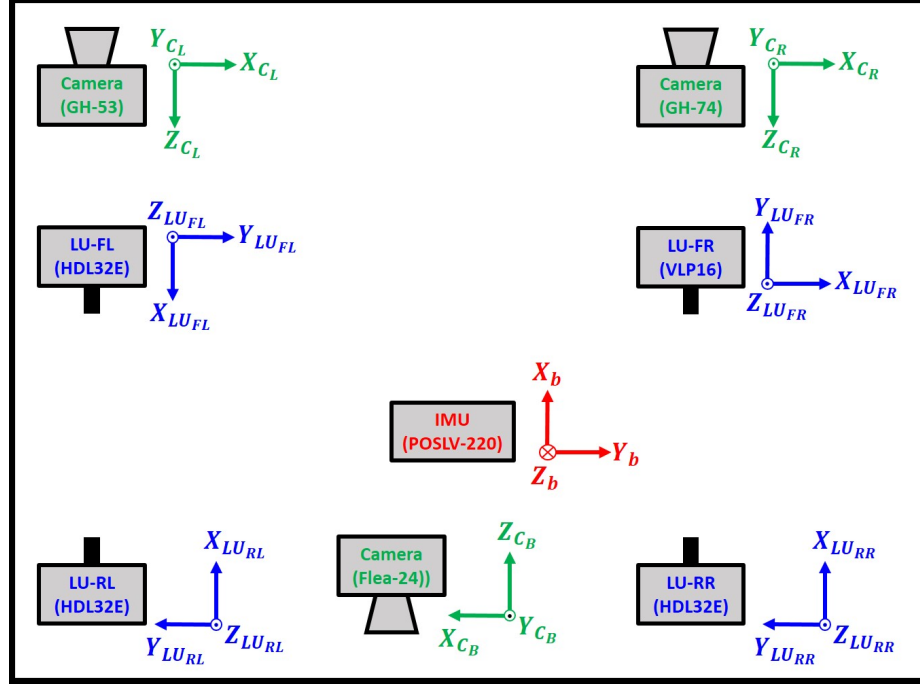 Camera
(GH-53)
Y_{C_L}
X_{C_L}
Z_{C_L}
Camera
(GH-74)
Y_{C_R}
X_{C_R}
Z_{C_R}
LU-FL
(HDL32E)
Z_{LU_{FL}}
Y_{LU_{FL}}
X_{LU_{FL}}
LU-FR
(VLP16)
Y_{LU_{FR}}
X_{LU_{FR}}
Z_{LU_{FR}}
IMU
(POSLV-220)
X_b
Y_b
Z_b
LU-RL
(HDL32E)
X_{LU_{RL}}
Y_{LU_{RL}}
Z_{LU_{RL}}
Camera
(Flea-24))
Z_{C_B}
X_{C_B}
Y_{C_B}
LU-RR
(HDL32E)
X_{LU_{RR}}
Y_{LU_{RR}}
Z_{LU_{RR}}